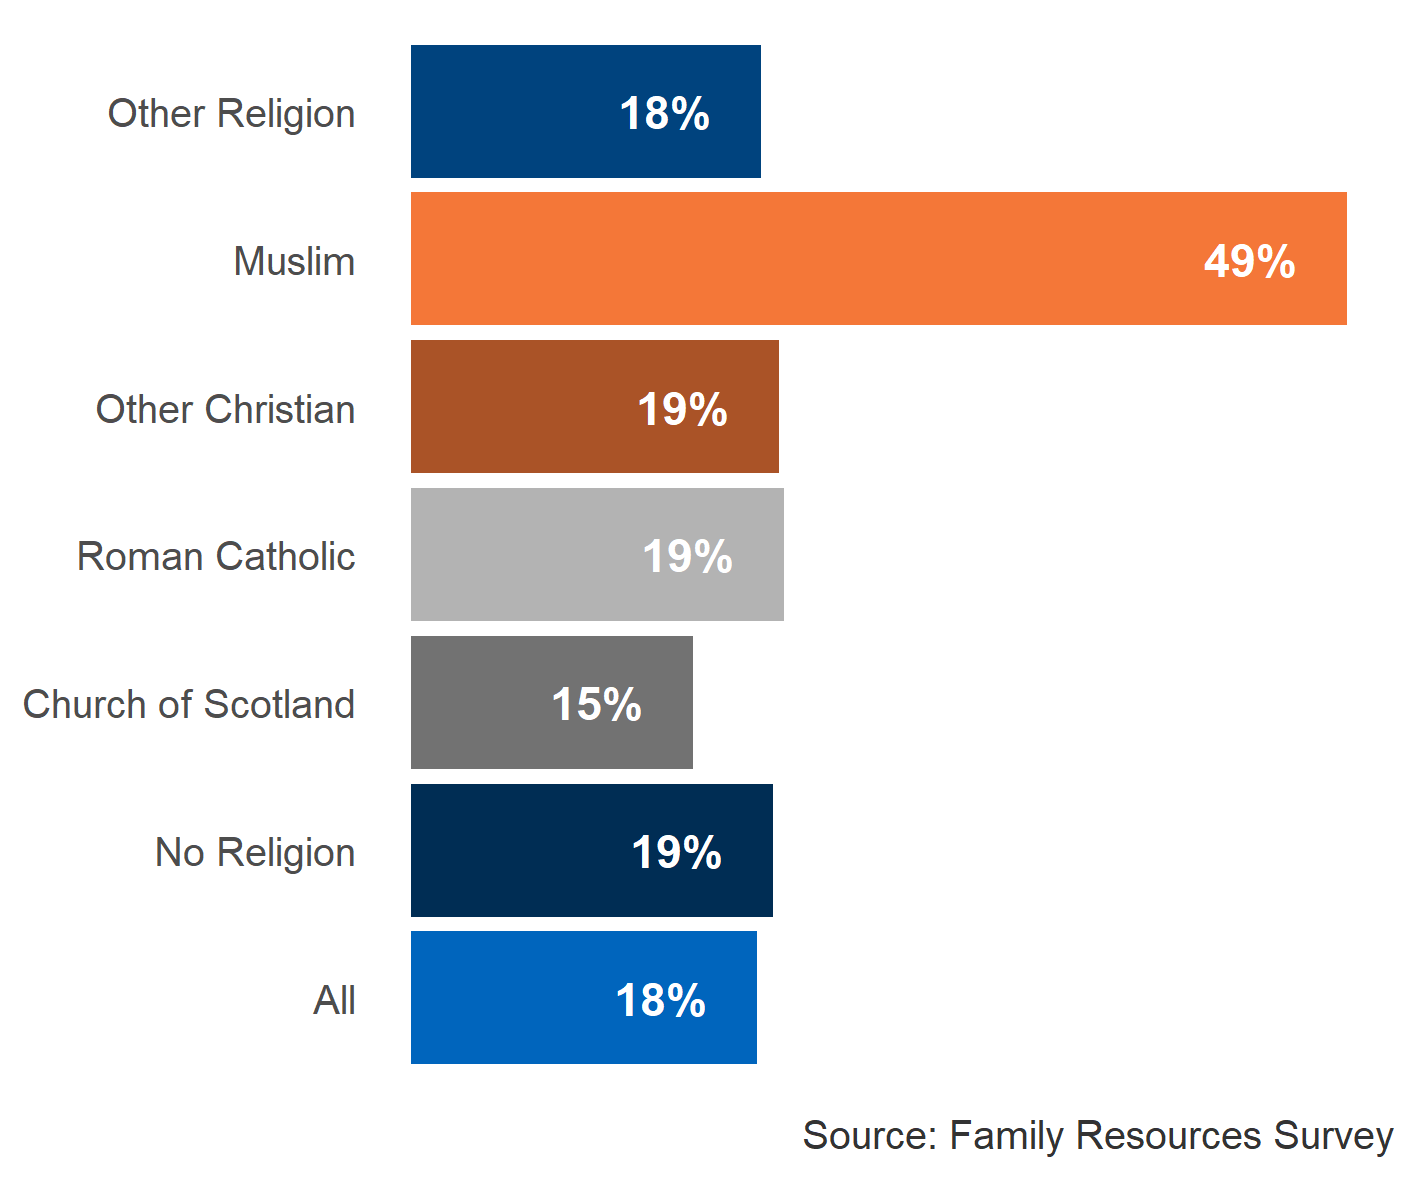 Other Religion 18%
Muslim 49%
Other Christian 19%
Roman Catholic 19%
Church of Scotland 15%
No Religion 19%
All 18%
Source: Family Resources Survey